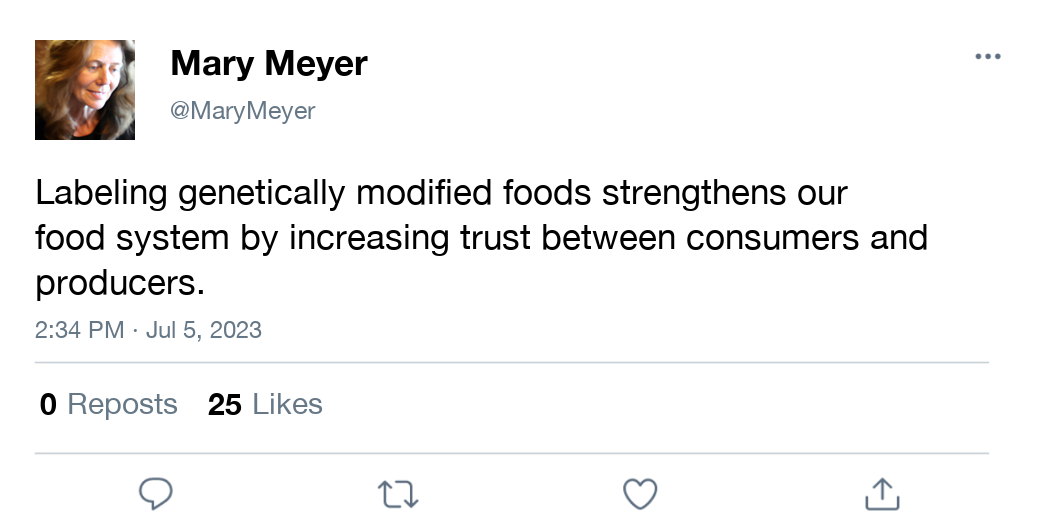 Mary Meyer
@MaryMeyer
Labeling genetically modified foods strengthens our
food system by increasing trust between consumers and
producers.
2:34 PM · Jul 5, 2023
0 Reposts 25 Likes